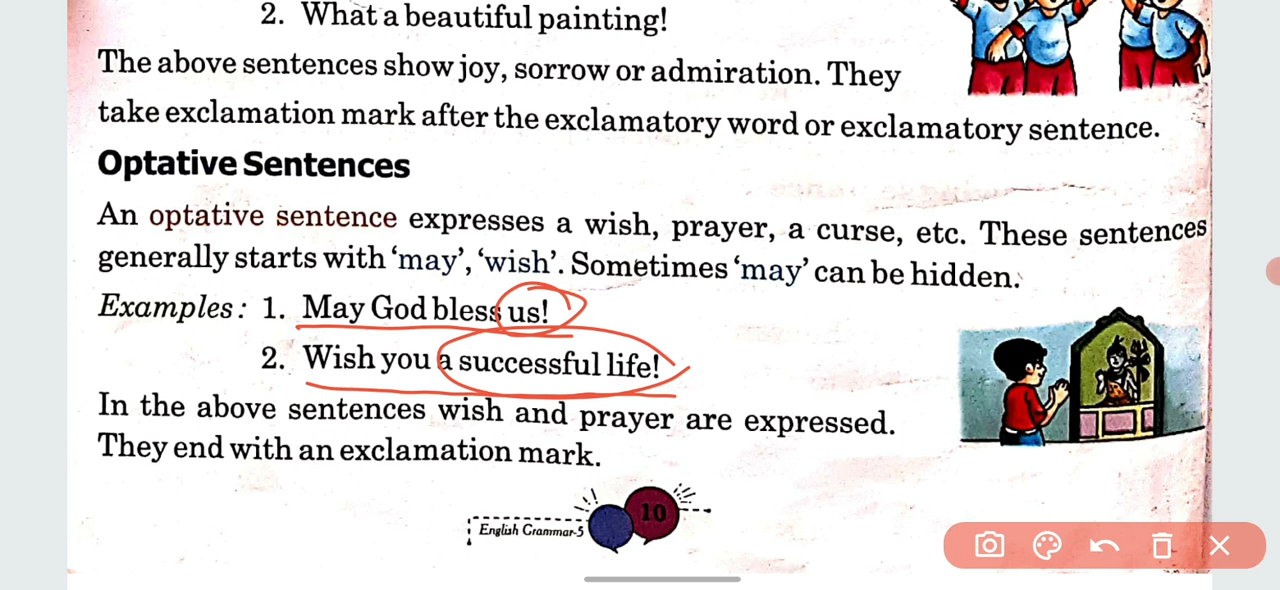 2. What a beautiful painting!
The above sentences show joy, sorrow or admiration. They
take exclamation mark after the exclamatory word or exclamatory sentence.
Optative Sentences
An optative sentence expresses a wish, prayer, a curse, etc. These sentences
generally starts with ‘may’, ‘wish’. Sometimes ‘may’ can be hidden.
Examples : 1. May God bless us!
2. Wish you a successful life!
In the above sentences wish and prayer are expressed.
They end with an exclamation mark.
English Grammar-5
10